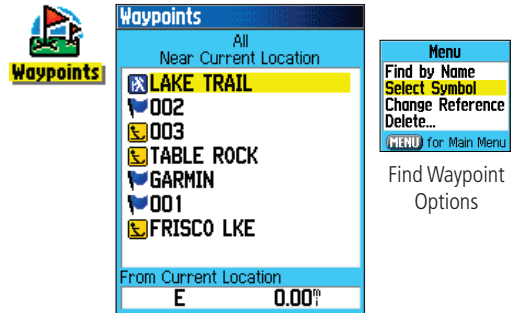 Waypoints
Waypoints
All
Near Current Location
LAKE TRAIL
002
003
TABLE ROCK
GARMIN
001
FRISCO LKE
From Current Location
E 0.00m
Menu
Find by Name
Select Symbol
Change Reference
Delete...
MENU for Main Menu
Find Waypoint
Options